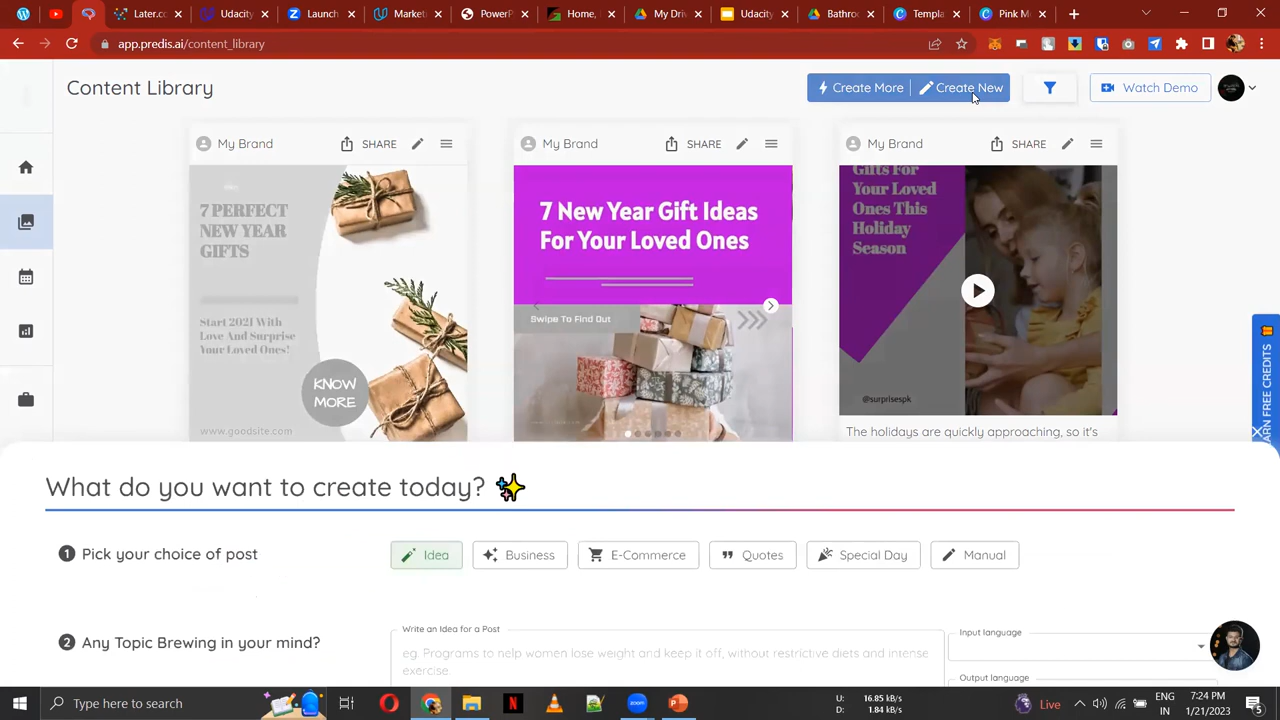 Later.co
Udacity
Launch
Market
PowerP
Home,
My Driv
Udacity
Bathroo
Templa
Pink Mo
app.predis.ai/content_library
Content Library
Create More
Create New
Watch Demo
My Brand
SHARE
7 PERFECT
NEW YEAR
GIFTS
Start 2021 With
Love And Surprise
Your Loved Ones!
KNOW
MORE
www.goodsite.com
My Brand
SHARE
7 New Year Gift Ideas
For Your Loved Ones
Swipe To Find Out
My Brand
SHARE
Gifts For
Your Loved
Ones This
Holiday
Season
@surprisespk
The holidays are quickly approaching, so it's
EARN FREE CREDITS
What do you want to create today?
1 Pick your choice of post
Idea
Business
E-Commerce
Quotes
Special Day
Manual
2 Any Topic Brewing in your mind?
Write an Idea for a Post
eg. Programs to help women lose weight and keep it off, without restrictive diets and intense
exercise.
Input language
Output language
Type here to search
U: 16.85 kB/s
D: 1.84 kB/s
Live
ENG
IN
7:24 PM
1/21/2023
5